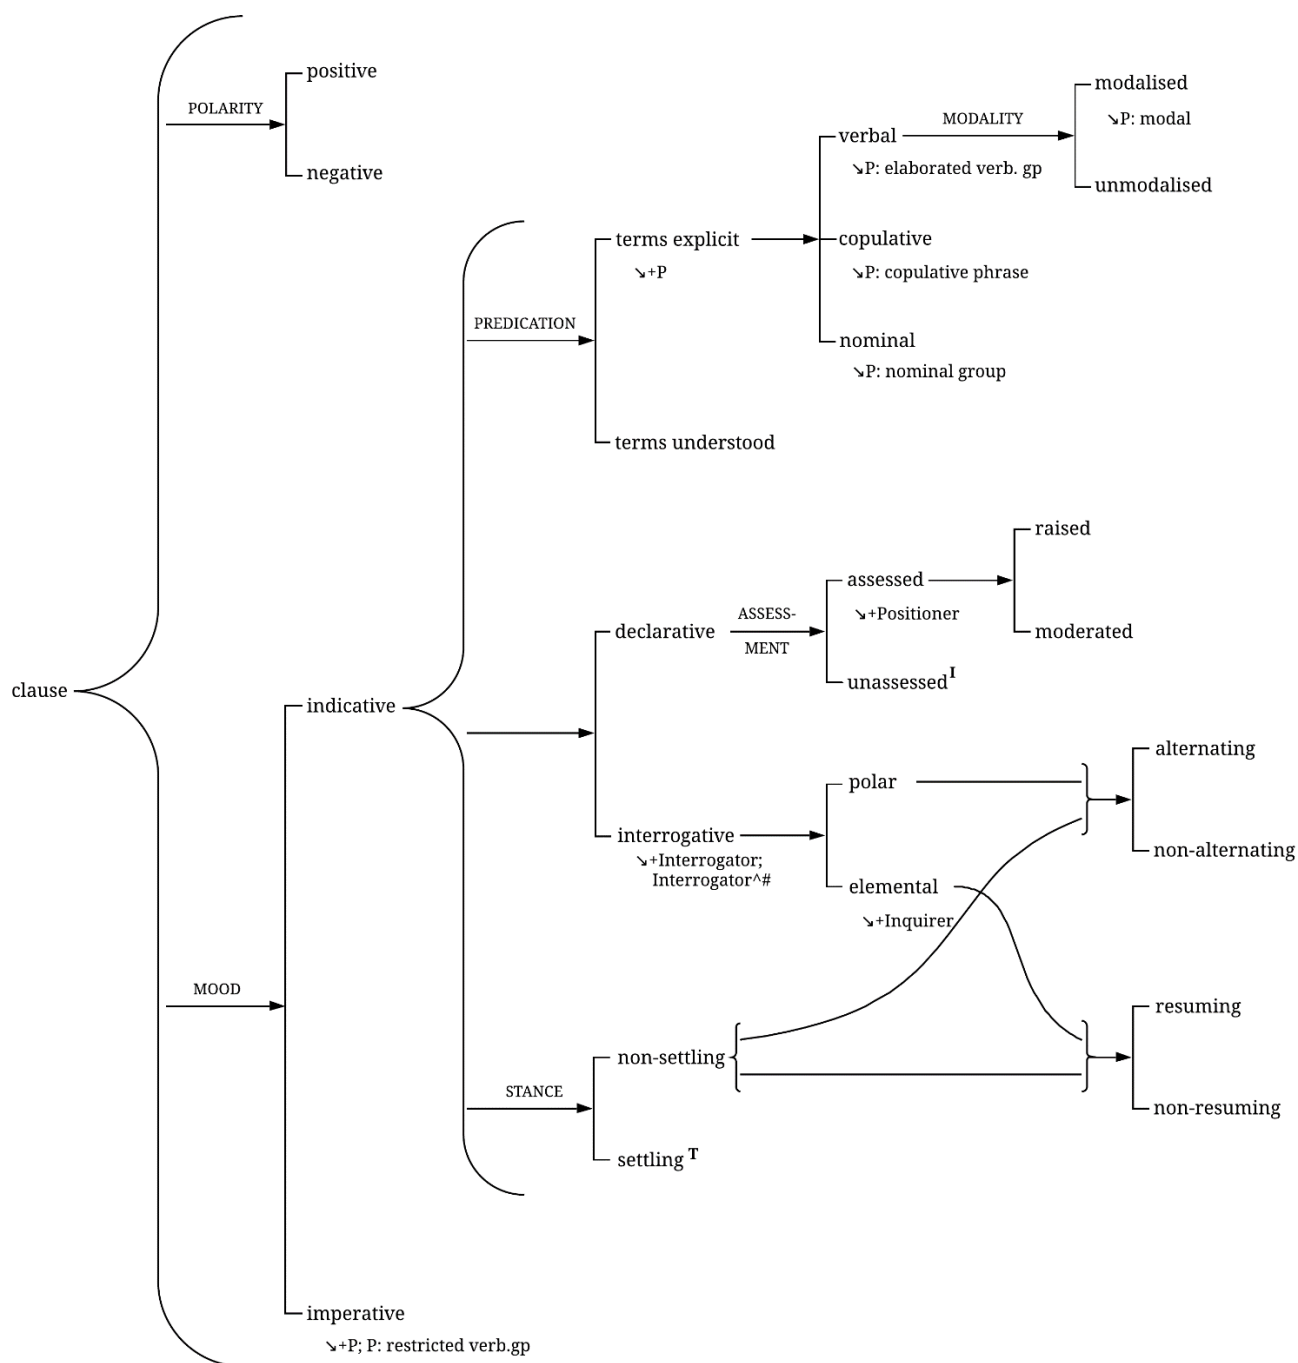 positive
POLARITY
negative
modalised
MODALITY
↘P: modal
verbal
↘P: elaborated verb. gp
unmodalised
terms explicit
↘+P
copulative
↘P: copulative phrase
PREDICATION
nominal
↘P: nominal group
terms understood
raised
assessed
↘+Positioner
ASSESS-
MENT
declarative
moderated
unassessedᴵ
clause
indicative
alternating
polar
interrogative
↘+Interrogator;
Interrogator^#
non-alternating
elemental
↘+Inquirer
MOOD
resuming
non-settling
STANCE
non-resuming
settling ᵀ
imperative
↘+P; P: restricted verb.gp